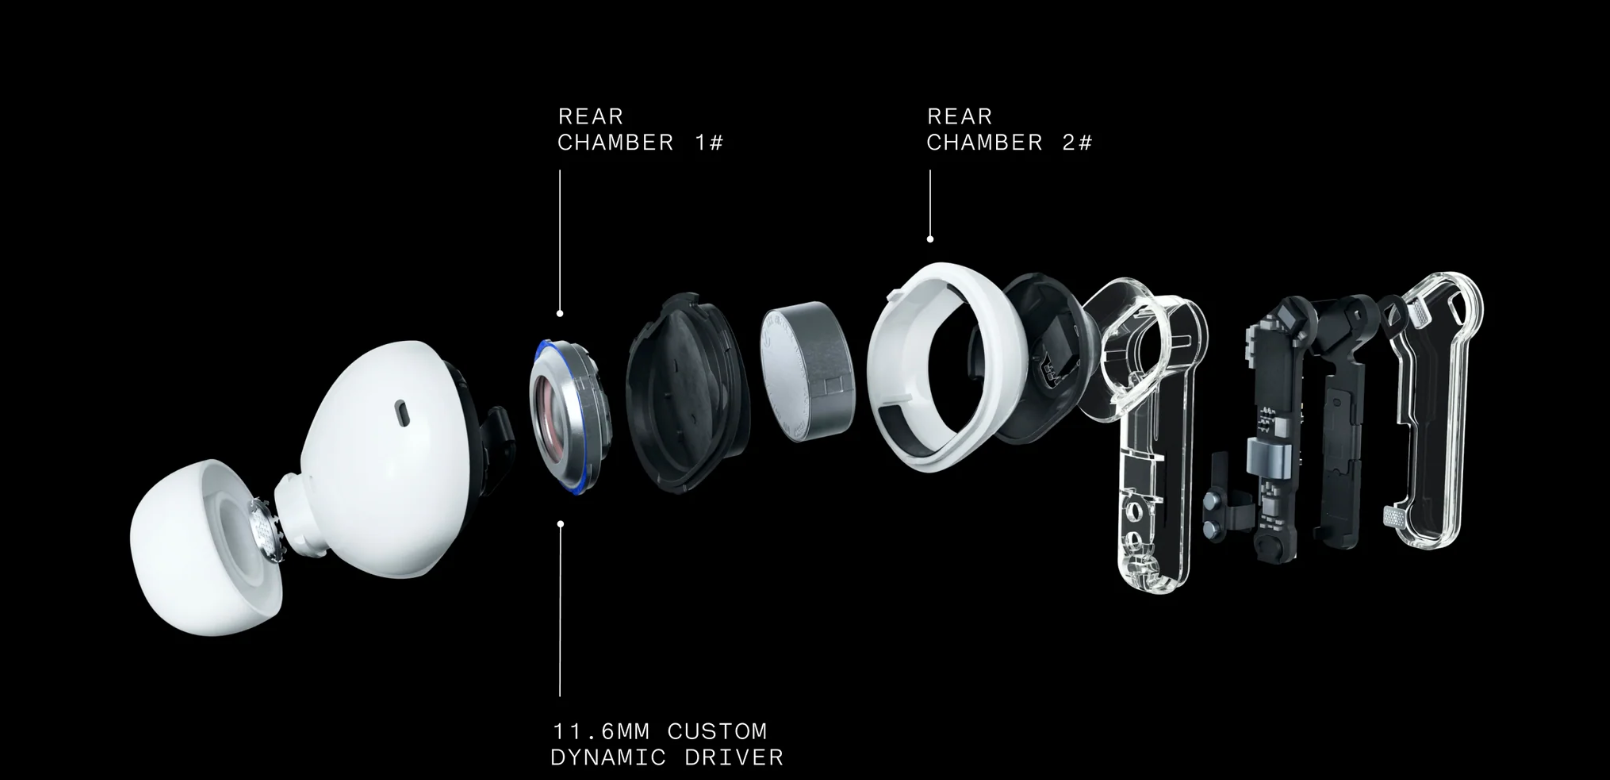 REAR
CHAMBER 1#
REAR
CHAMBER 2#
11.6MM CUSTOM
DYNAMIC DRIVER